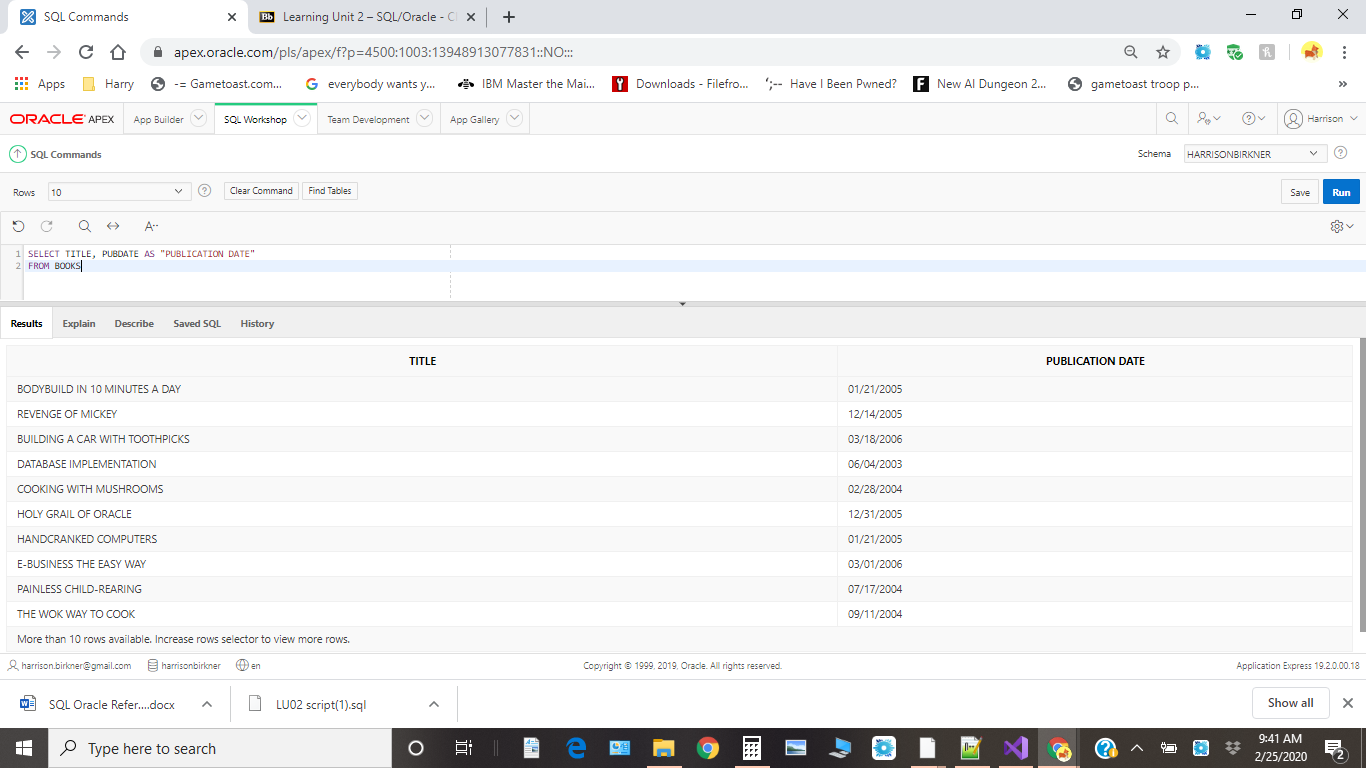 SQL Commands
Bb Learning Unit 2 – SQL/Oracle - Cl
apex.oracle.com/pls/apex/f?p=4500:1003:13948913077831::NO:::
Apps Harry -= Gametoast.com... everybody wants y... IBM Master the Mai... Downloads - Filefro... Have I Been Pwned? New AI Dungeon 2... gametoast troop p... »
ORACLE APEX App Builder SQL Workshop Team Development App Gallery Harrison
SQL Commands Schema HARRISONBIRKNER
Rows 10 Clear Command Find Tables Save Run
1 SELECT TITLE, PUBDATE AS "PUBLICATION DATE"
2 FROM BOOKS
Results Explain Describe Saved SQL History
TITLE PUBLICATION DATE
BODYBUILD IN 10 MINUTES A DAY 01/21/2005
REVENGE OF MICKEY 12/14/2005
BUILDING A CAR WITH TOOTHPICKS 03/18/2006
DATABASE IMPLEMENTATION 06/04/2003
COOKING WITH MUSHROOMS 02/28/2004
HOLY GRAIL OF ORACLE 12/31/2005
HANDCRANKED COMPUTERS 01/21/2005
E-BUSINESS THE EASY WAY 03/01/2006
PAINLESS CHILD-REARING 07/17/2004
THE WOK WAY TO COOK 09/11/2004
More than 10 rows available. Increase rows selector to view more rows.
harrison.birkner@gmail.com harrisonbirkner en Copyright © 1999, 2019, Oracle. All rights reserved. Application Express 19.2.0.00.18
SQL Oracle Refer....docx LU02 script(1).sql Show all
Type here to search 9:41 AM
2/25/2020 2